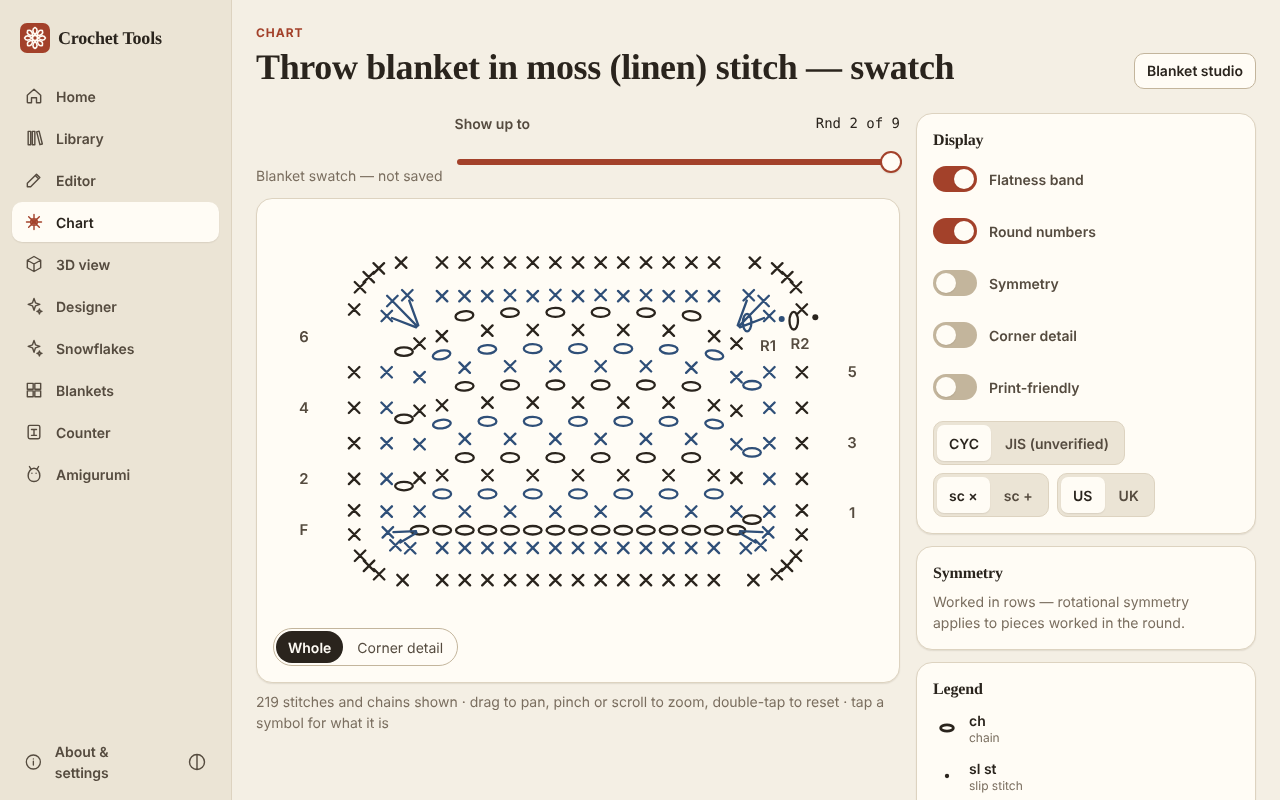 Crochet Tools
Home
Library
Editor
Chart
3D view
Designer
Snowflakes
Blankets
Counter
Amigurumi
About &
settings
CHART
Throw blanket in moss (linen) stitch — swatch
Blanket studio
Show up to
Rnd 2 of 9
Blanket swatch — not saved
6
R1
R2
5
4
3
2
1
F
Whole
Corner detail
219 stitches and chains shown · drag to pan, pinch or scroll to zoom, double-tap to reset · tap a
symbol for what it is
Display
Flatness band
Round numbers
Symmetry
Corner detail
Print-friendly
CYC
JIS (unverified)
sc ×
sc +
US
UK
Symmetry
Worked in rows — rotational symmetry
applies to pieces worked in the round.
Legend
ch
chain
sl st
slip stitch